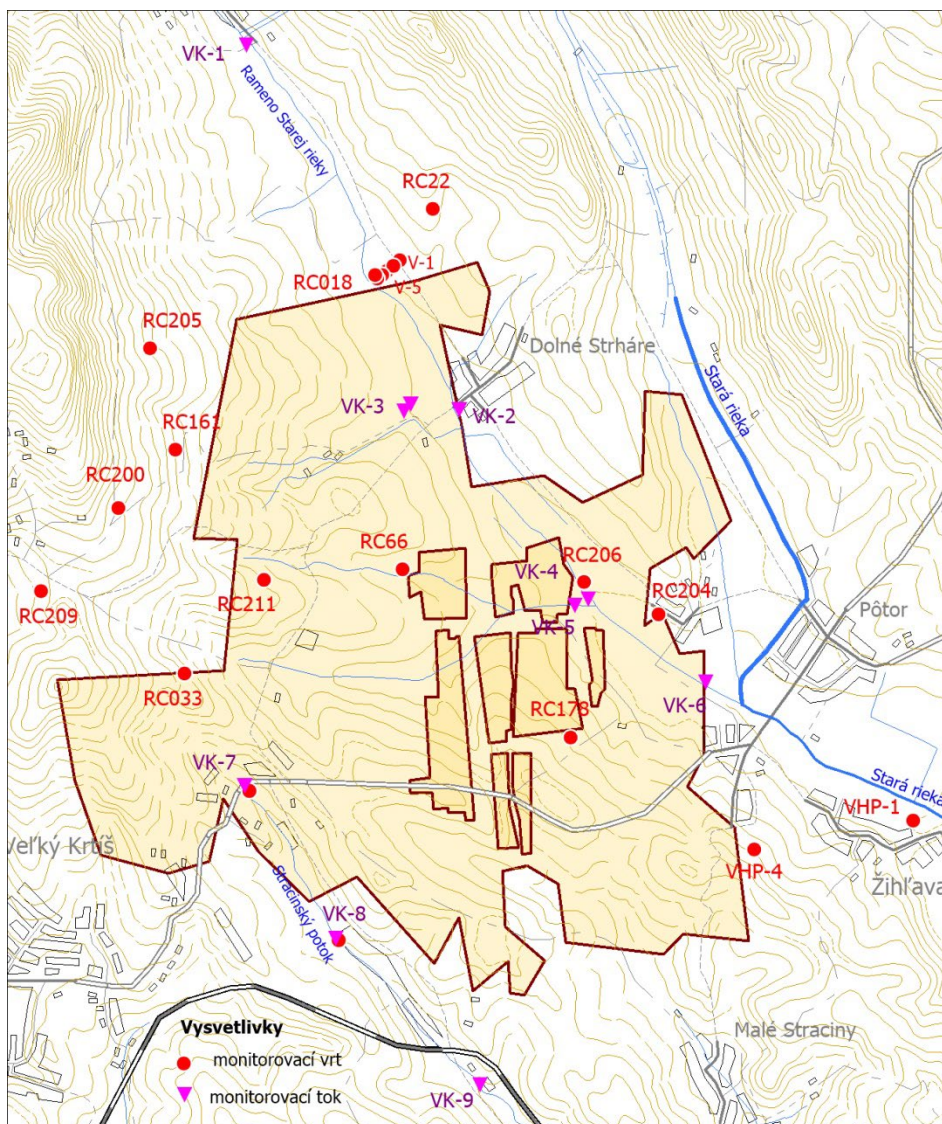 VK-1
Rameno Starej rieky
RC22
V-1
RC018
V-5
RC205
Dolné Strháre
Stará rieka
VK-3
VK-2
RC161
RC200
RC66
VK-4
RC206
RC211
RC209
RC204
Pôtor
VK-5
RC033
VK-6
RC178
VK-7
Stará rieka
VHP-1
Veľký Krtíš
VHP-4
Žihľava
Stracinský potok
VK-8
Vysvetlivky
monitorovací vrt
monitorovací tok
Malé Straciny
VK-9